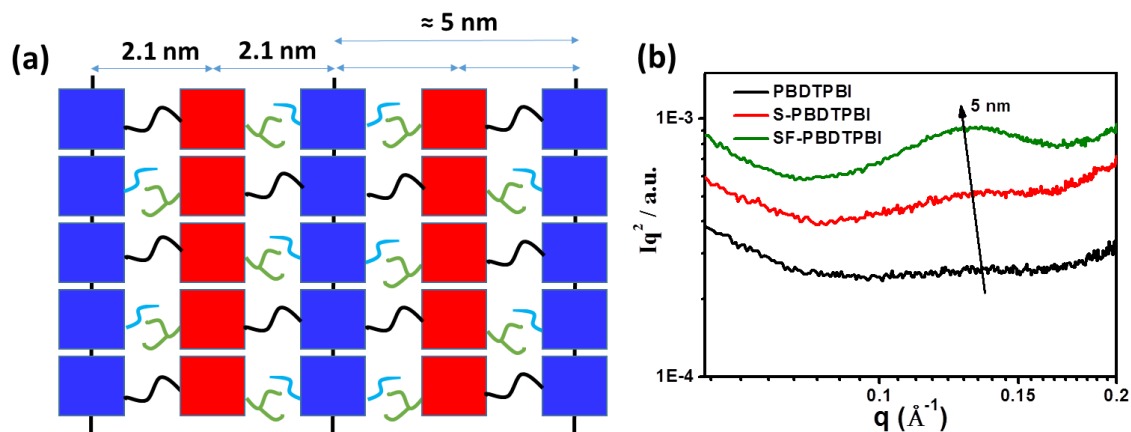 (a)
≈ 5 nm
2.1 nm 2.1 nm
(b)
PBDTPBI
S-PBDTPBI
SF-PBDTPBI
5 nm
1E-3
1E-4
Iq² / a.u.
0.1 0.15 0.2
q (Å⁻¹)